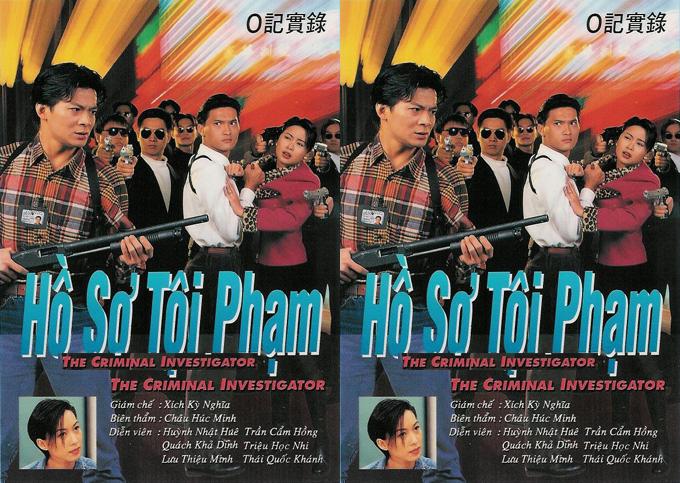 O記實錄
Hồ Sơ Tội Phạm
THE CRIMINAL INVESTIGATOR
THE CRIMINAL INVESTIGATOR
Giám chế : Xích Kỳ Nghĩa
Biên thẩm : Châu Húc Minh
Diễn viên : Huỳnh Nhật Huê Trần Cẩm Hồng
Quách Khả Dĩnh Triệu Học Nhi
Lưu Thiệu Mĩnh Thái Quốc Khánh
O記實錄
Hồ Sơ Tội Phạm
THE CRIMINAL INVESTIGATOR
THE CRIMINAL INVESTIGATOR
Giám chế : Xích Kỳ Nghĩa
Biên thẩm : Châu Húc Minh
Diễn viên : Huỳnh Nhật Huê Trần Cẩm Hồng
Quách Khả Dĩnh Triệu Học Nhi
Lưu Thiệu Mĩnh Thái Quốc Khánh